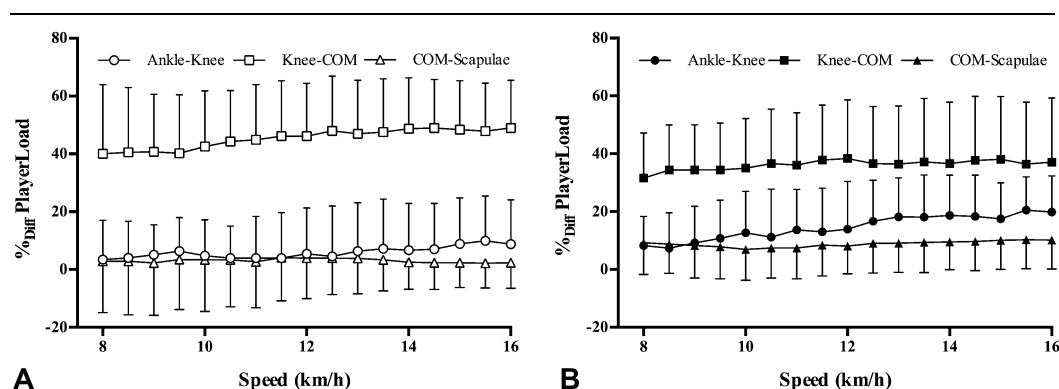 80
60
40
20
0
-20
%Diff PlayerLoad
Ankle-Knee Knee-COM COM-Scapulae
8 10 12 14 16
Speed (km/h)
A
80
60
40
20
0
-20
%Diff PlayerLoad
Ankle-Knee Knee-COM COM-Scapulae
8 10 12 14 16
Speed (km/h)
B